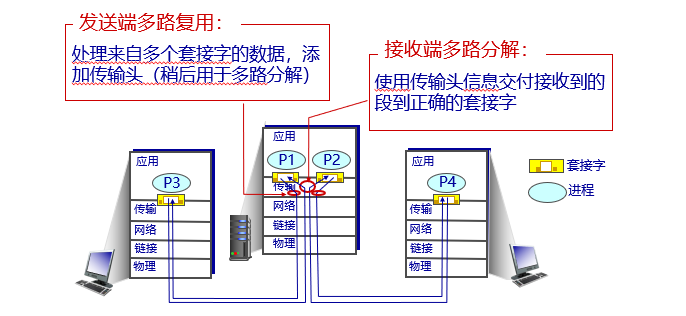 发送端多路复用：
处理来自多个套接字的数据，添
加传输头（稍后用于多路分解）
接收端多路分解：
使用传输头信息交付接收到的
段到正确的套接字
应用
P3
传输
网络
链接
物理
应用
P1
P2
传输
网络
链接
物理
应用
P4
传输
网络
链接
物理
套接字
进程